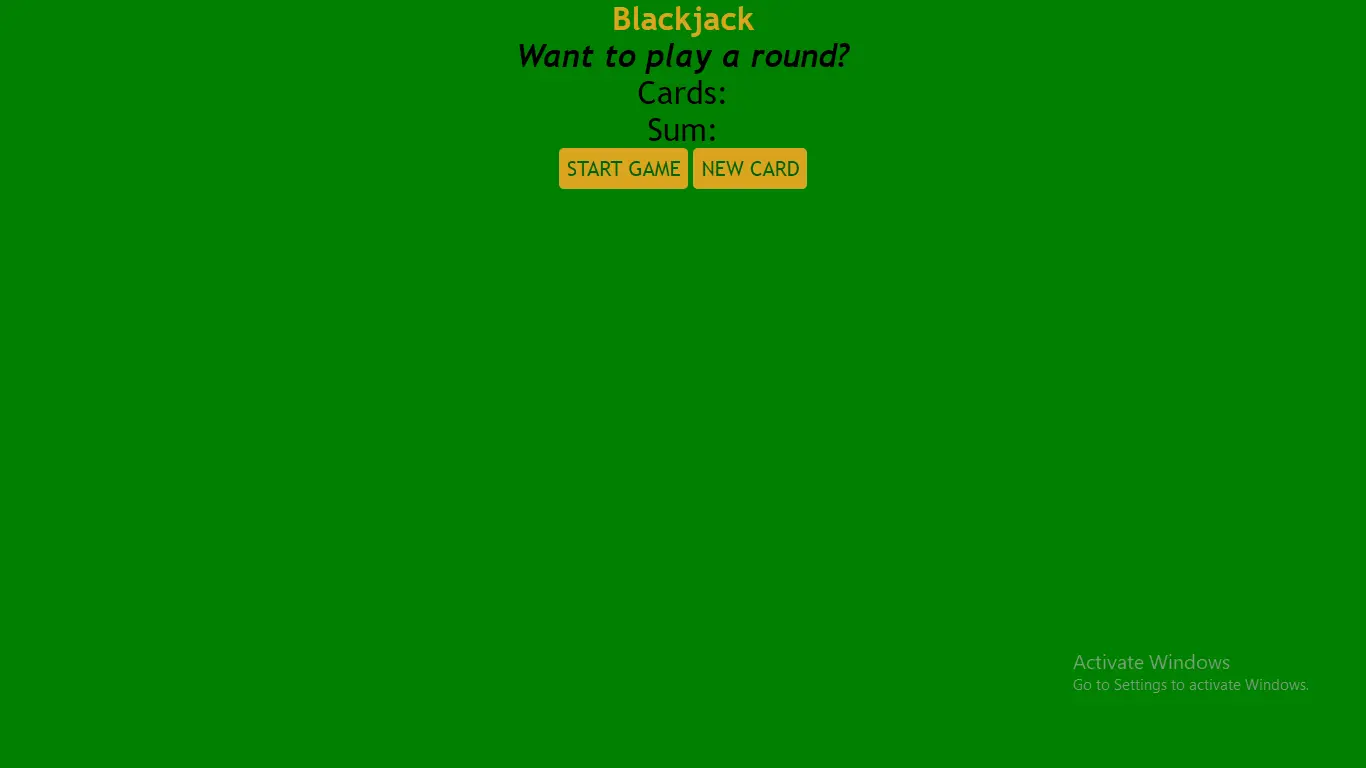 Blackjack
Want to play a round?
Cards:
Sum:
START GAME NEW CARD
Activate Windows
Go to Settings to activate Windows.